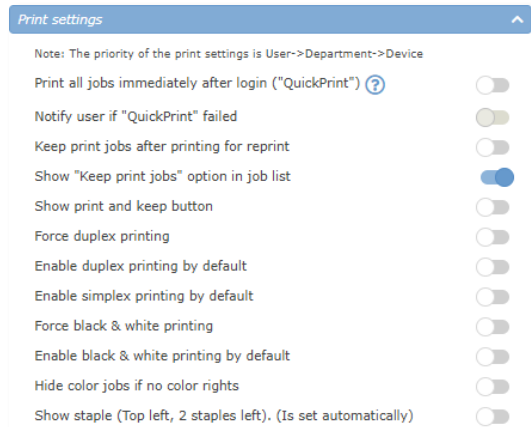 Print settings
Note: The priority of the print settings is User->Department->Device
Print all jobs immediately after login ("QuickPrint") ?
Notify user if "QuickPrint" failed
Keep print jobs after printing for reprint
Show "Keep print jobs" option in job list
Show print and keep button
Force duplex printing
Enable duplex printing by default
Enable simplex printing by default
Force black & white printing
Enable black & white printing by default
Hide color jobs if no color rights
Show staple (Top left, 2 staples left). (Is set automatically)